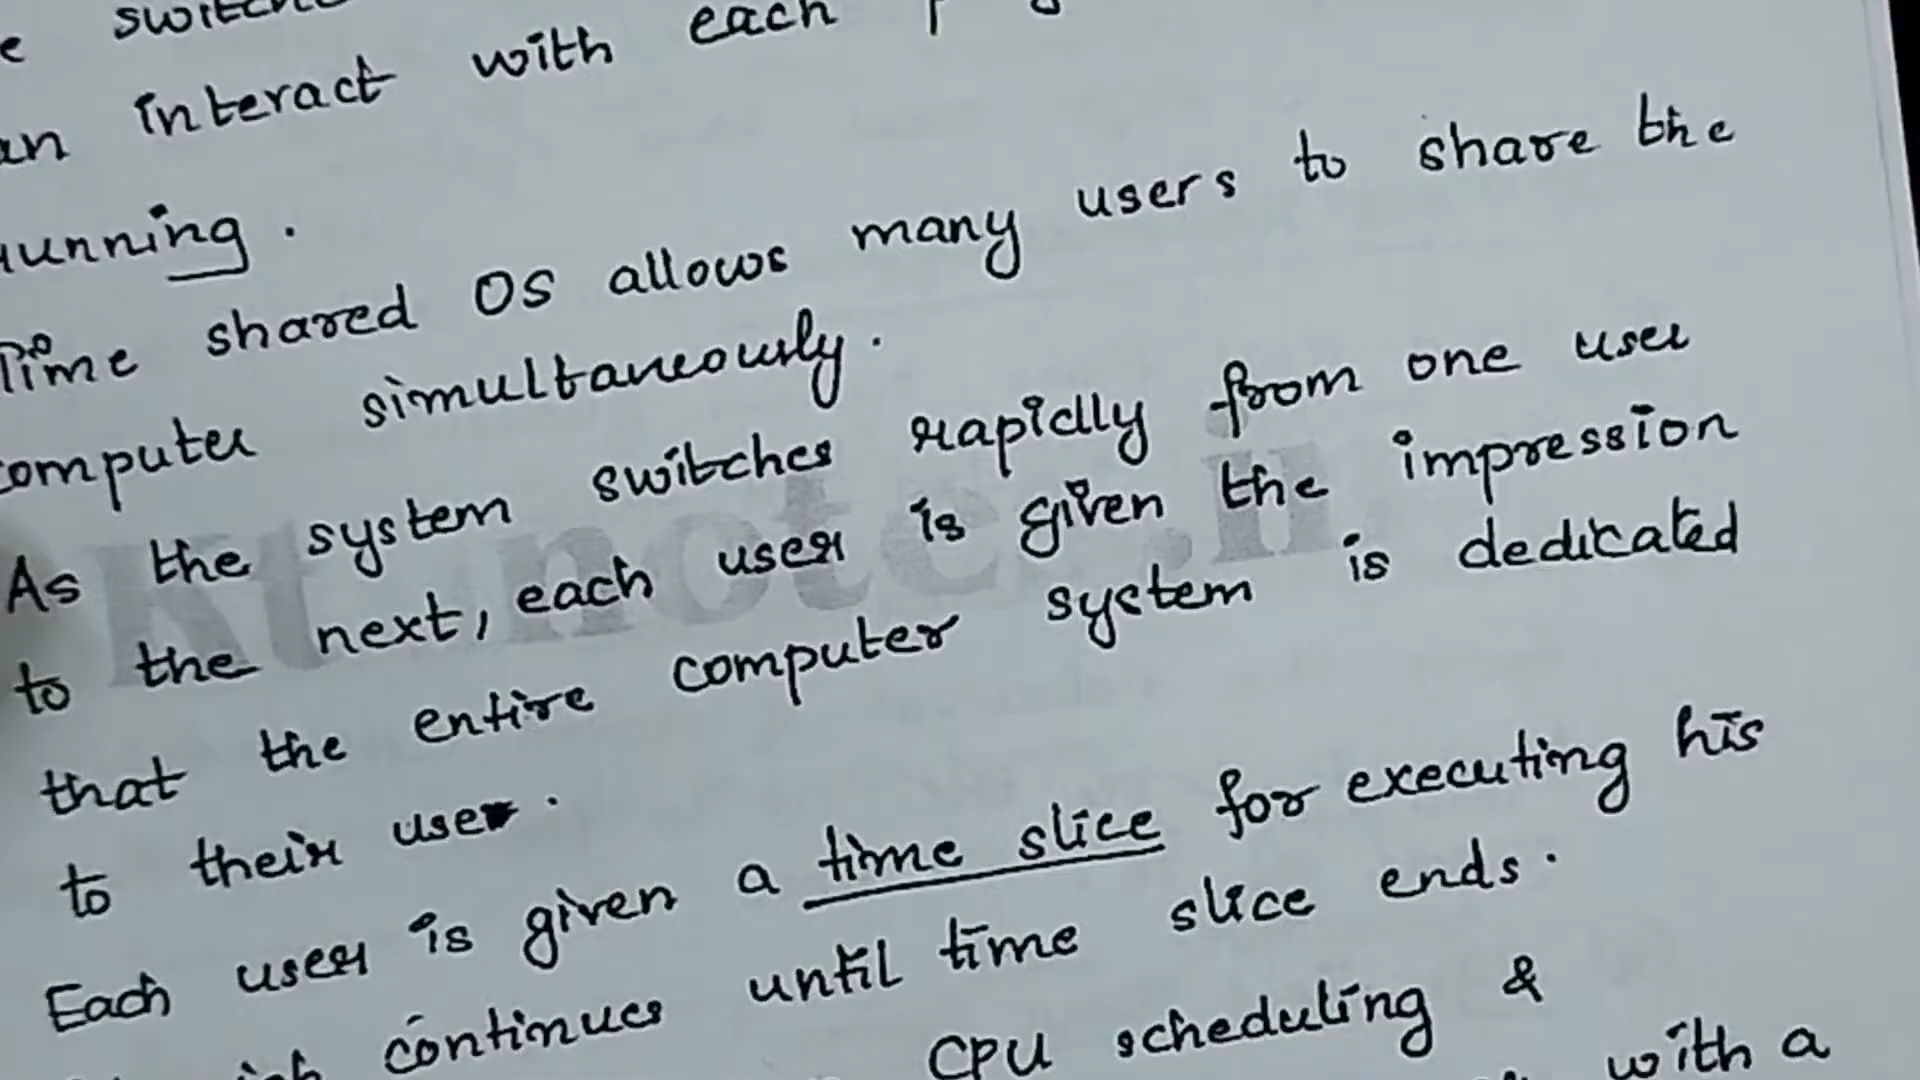 interact with each
running.
Time shared OS allows many users to share the
computer simultaneously.
As the system switches rapidly from one user
to the next, each user is given the impression
that the entire computer system is dedicated
to their user.
Each user is given a time slice for executing his
continues until time slice ends.
CPU scheduling &
with a